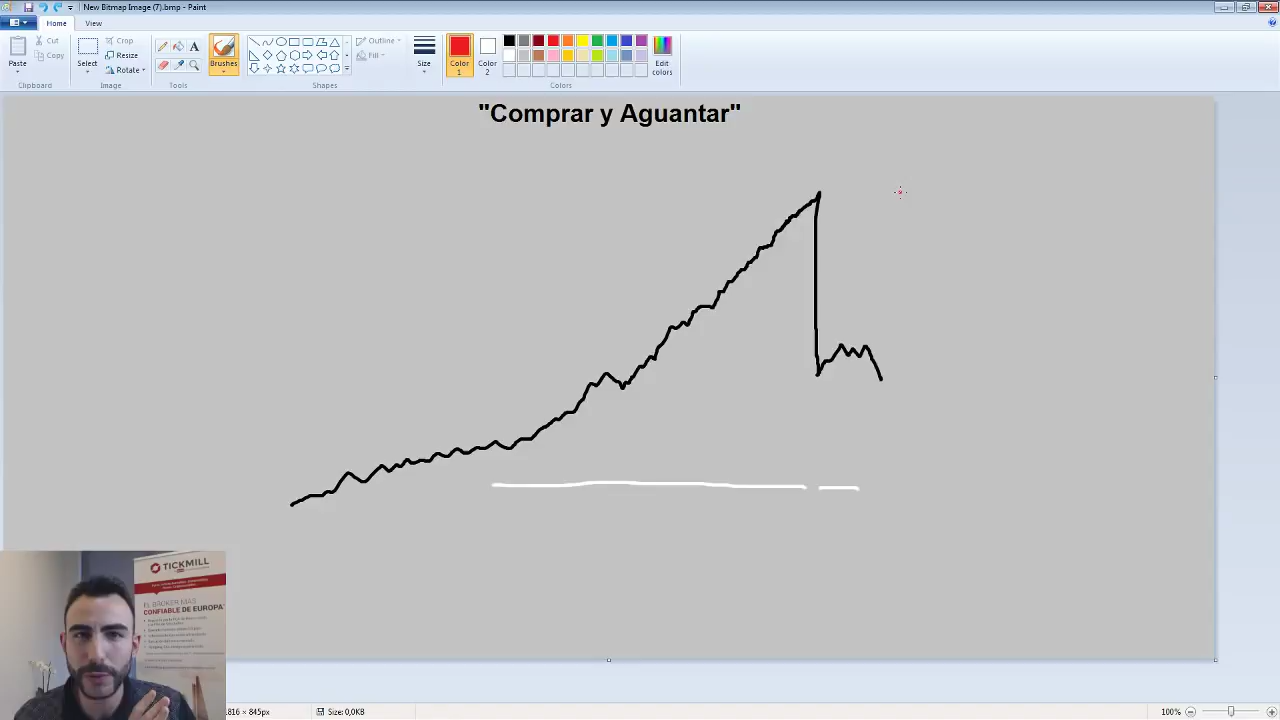 New Bitmap Image (7).bmp - Paint
Home
View
Paste
Cut
Copy
Clipboard
Select
Crop
Resize
Rotate
Image
Tools
Brushes
Shapes
Outline
Fill
Size
Color 1
Color 2
Edit colors
Colors
"Comprar y Aguantar"
TICKMILL
EL BROKER MÁS
CONFIABLE DE EUROPA
1816 × 845px
Size: 0,0KB
100%